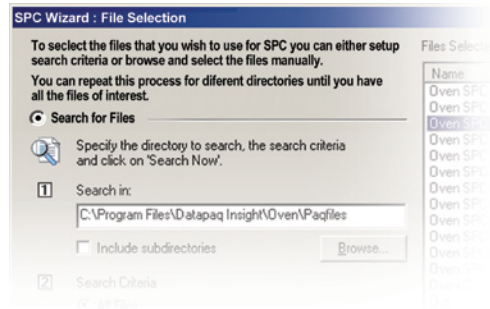 SPC Wizard : File Selection
To seclect the files that you wish to use for SPC you can either setup
search criteria or browse and select the files manually.
You can repeat this process for diferent directories until you have
all the files of interest.
Search for Files
Specify the directory to search, the search criteria
and click on 'Search Now'.
1 Search in:
C:\Program Files\Datapaq Insight\Oven\Paqfiles
Include subdirectories
Browse...
2 Search Criteria
All Files
Files Selecte
Name
Oven SPC
Oven SPC
Oven SPC
Oven SPC
Oven SPC
Oven SPC
Oven SPC
Oven SPC
Oven SPC
Oven SPC
Oven SPC